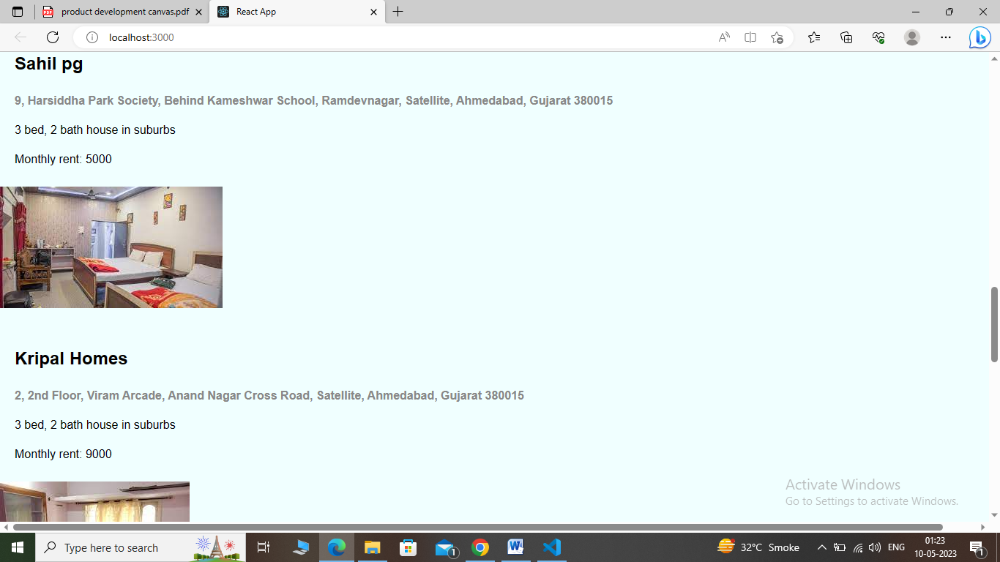 product development canvas.pdf
React App
localhost:3000
Sahil pg
9, Harsiddha Park Society, Behind Kameshwar School, Ramdevnagar, Satellite, Ahmedabad, Gujarat 380015
3 bed, 2 bath house in suburbs
Monthly rent: 5000
Kripal Homes
2, 2nd Floor, Viram Arcade, Anand Nagar Cross Road, Satellite, Ahmedabad, Gujarat 380015
3 bed, 2 bath house in suburbs
Monthly rent: 9000
Activate Windows
Go to Settings to activate Windows.
Type here to search
1
32°C Smoke
ENG
01:23
10-05-2023
1